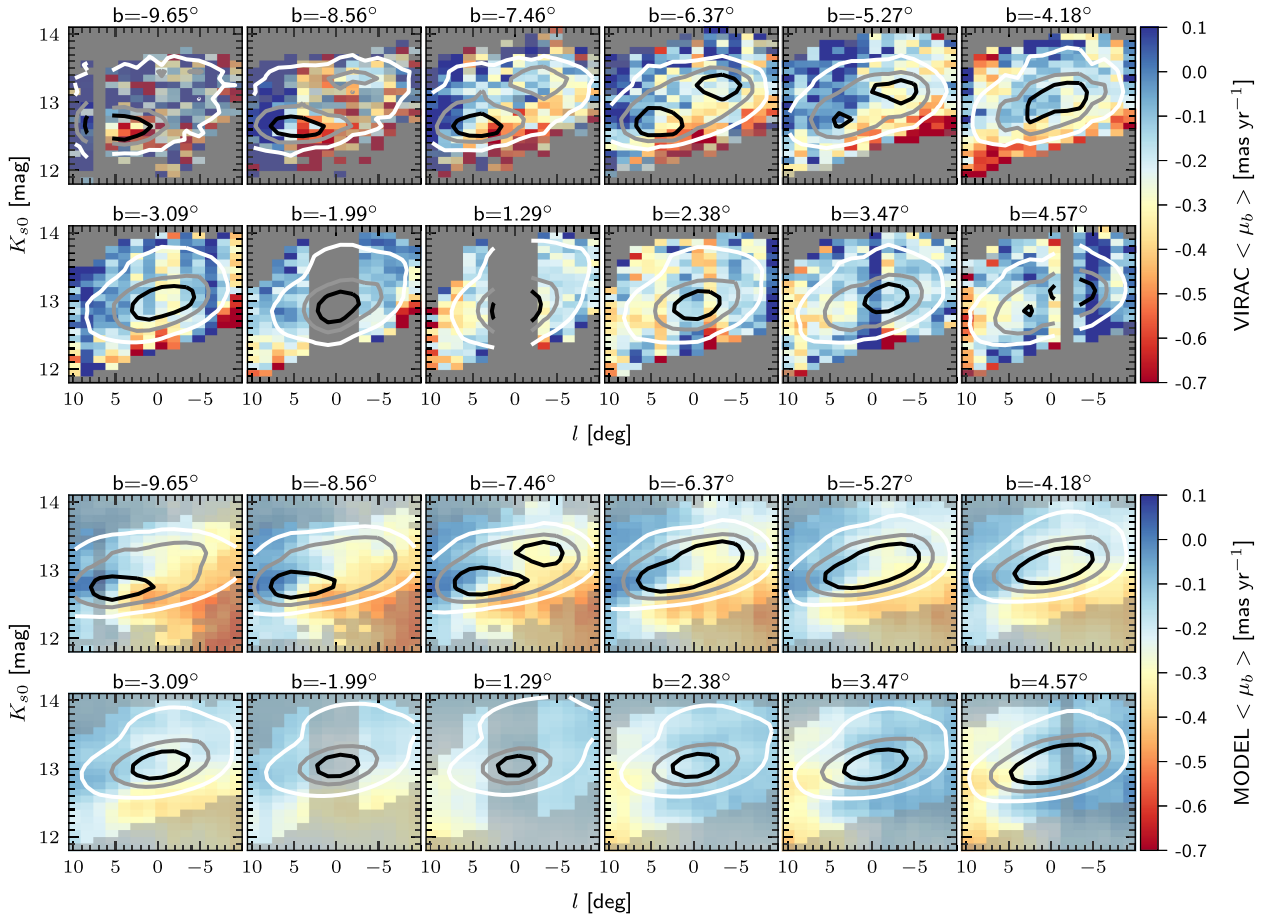 b=-9.65° b=-8.56° b=-7.46° b=-6.37° b=-5.27° b=-4.18°
14
13
12
K_{s0} [mag]
b=-3.09° b=-1.99° b=1.29° b=2.38° b=3.47° b=4.57°
14
13
12
10 5 0 −5 10 5 0 −5 10 5 0 −5 10 5 0 −5 10 5 0 −5 10 5 0 −5
l [deg]
0.1
0.0
-0.1
-0.2
-0.3
-0.4
-0.5
-0.6
-0.7
VIRAC < μ_b > [mas yr⁻¹]
b=-9.65° b=-8.56° b=-7.46° b=-6.37° b=-5.27° b=-4.18°
14
13
12
K_{s0} [mag]
b=-3.09° b=-1.99° b=1.29° b=2.38° b=3.47° b=4.57°
14
13
12
10 5 0 −5 10 5 0 −5 10 5 0 −5 10 5 0 −5 10 5 0 −5 10 5 0 −5
l [deg]
0.1
0.0
-0.1
-0.2
-0.3
-0.4
-0.5
-0.6
-0.7
MODEL < μ_b > [mas yr⁻¹]